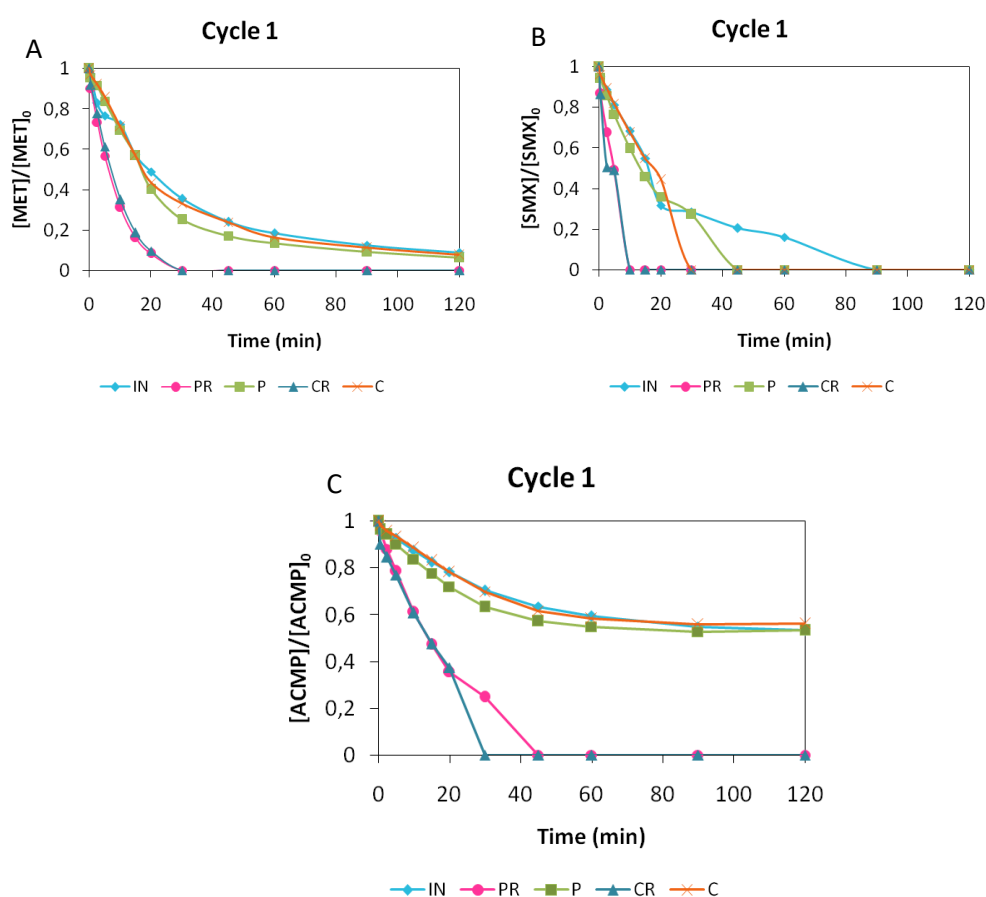 A
Cycle 1
[MET]/[MET]₀
1
0,8
0,6
0,4
0,2
0
0 20 40 60 80 100 120
Time (min)
IN PR P CR C
B
Cycle 1
[SMX]/[SMX]₀
1
0,8
0,6
0,4
0,2
0
0 20 40 60 80 100 120
Time (min)
IN PR P CR C
C
Cycle 1
[ACMP]/[ACMP]₀
1
0,8
0,6
0,4
0,2
0
0 20 40 60 80 100 120
Time (min)
IN PR P CR C